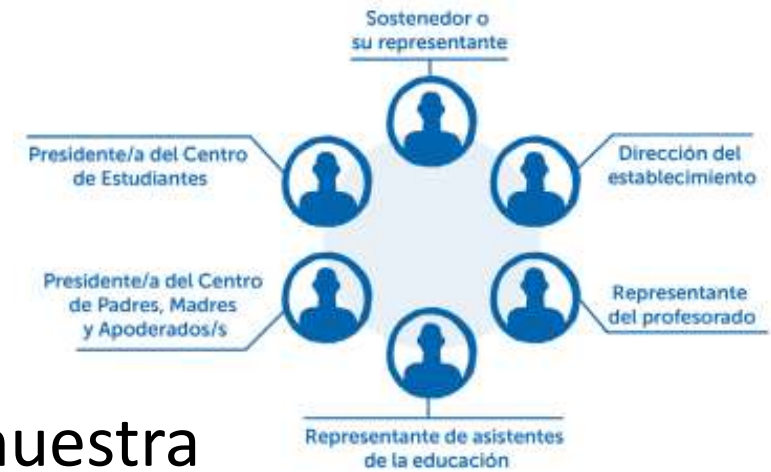 Sostenedor o
su representante
Presidente/a del Centro
de Estudiantes
Dirección del
establecimiento
Presidente/a del Centro
de Padres, Madres
y Apoderados/s
Representante
del profesorado
Representante de asistentes
de la educación